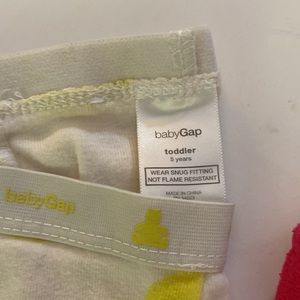 babyGap
toddler
5 years
WEAR SNUG FITTING
NOT FLAME RESISTANT
MADE IN CHINA
babyGap